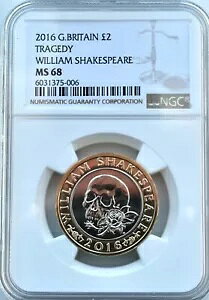 2016 G.BRITAIN £2
TRAGEDY
WILLIAM SHAKESPEARE
MS 68
6031375-006
NUMISMATIC GUARANTY CORPORATION
NGC
WILLIAM SHAKESPEARE
2016